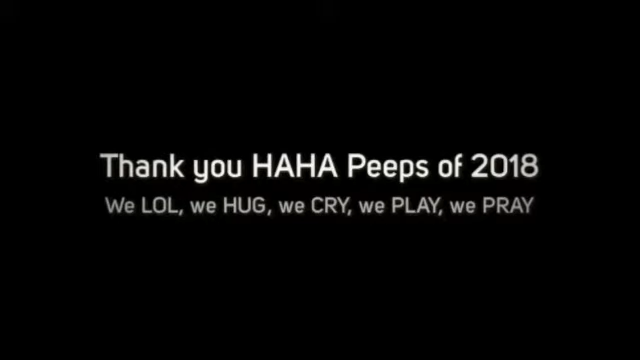 Thank you HAHA Peeps of 2018
We LOL, we HUG, we CRY, we PLAY, we PRAY